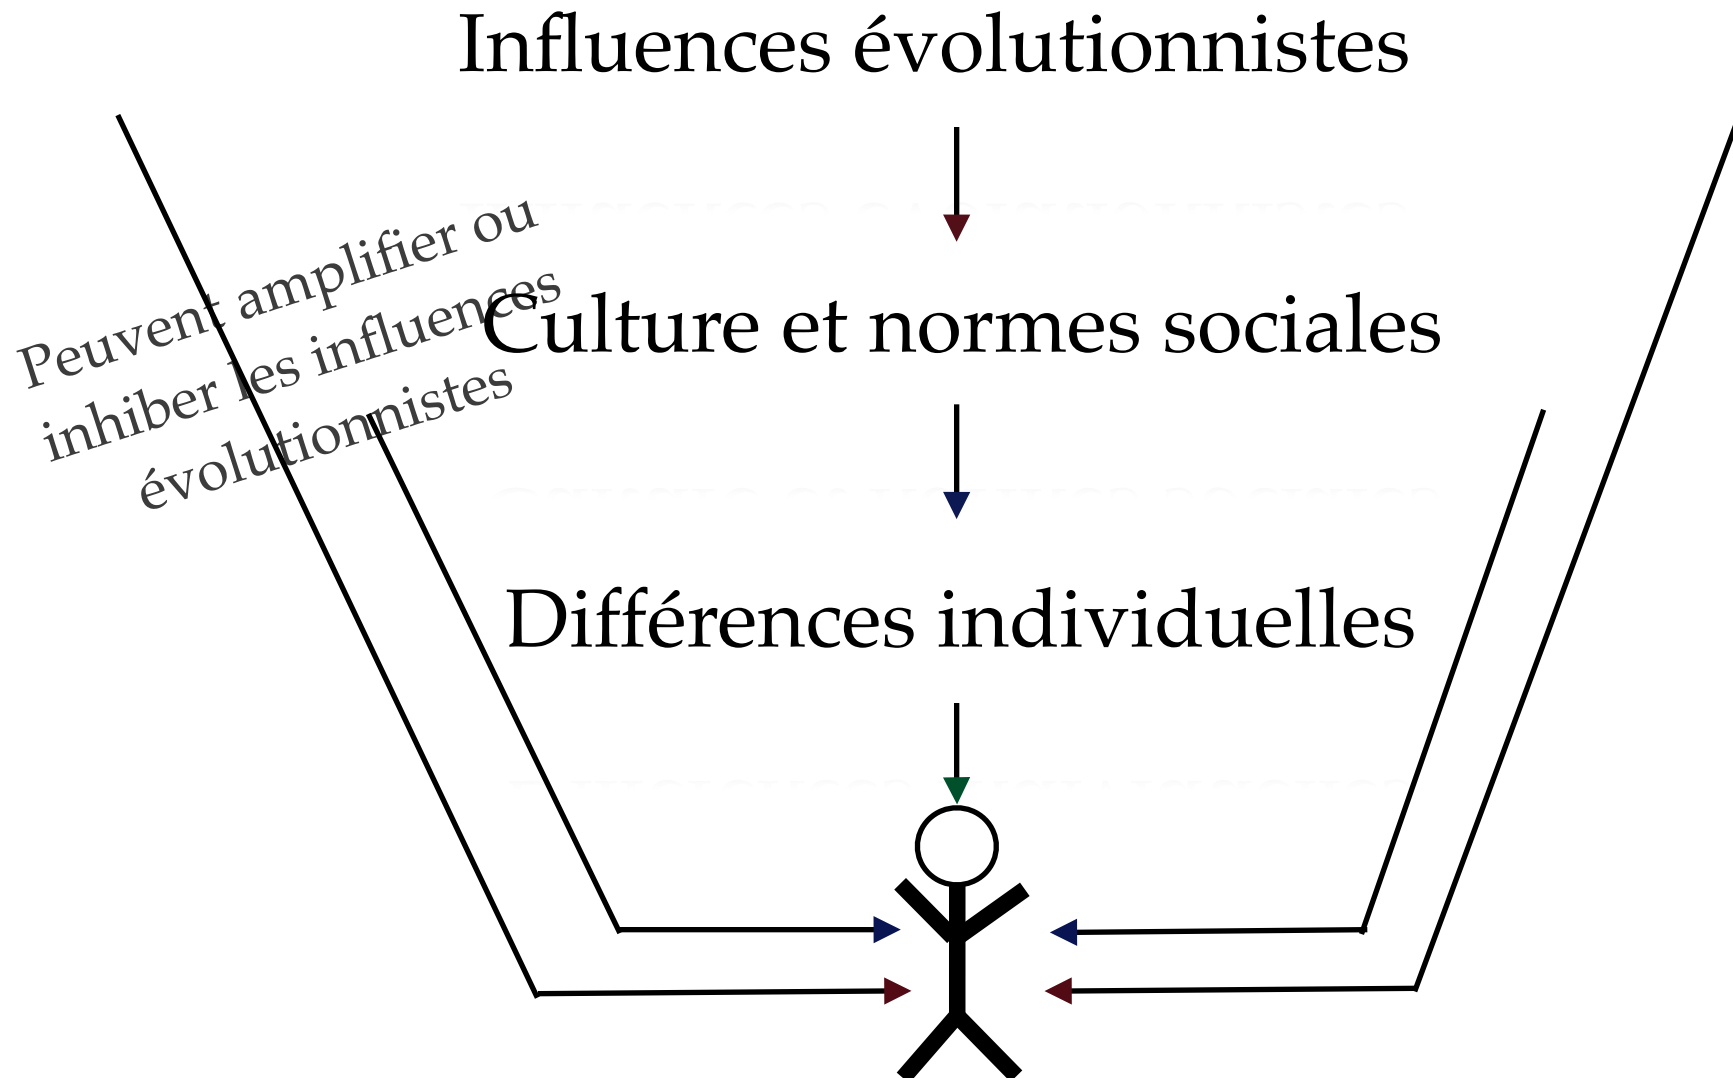 Influences évolutionnistes
Peuvent amplifier ou
inhiber les influences
évolutionnistes
Culture et normes sociales
Différences individuelles